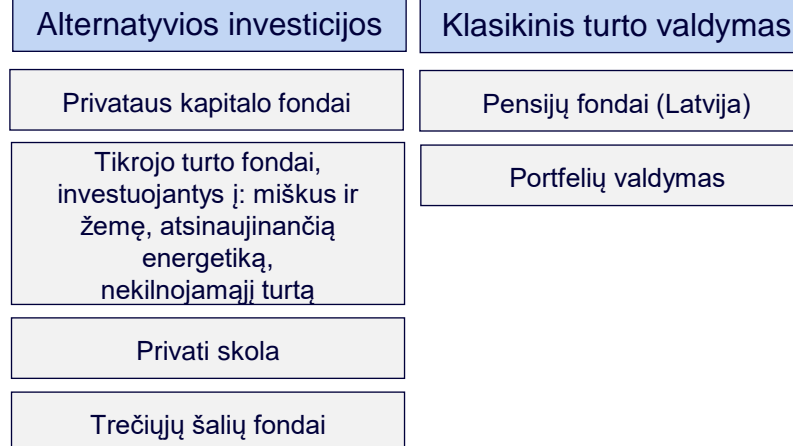 Alternatyvios investicijos
Privataus kapitalo fondai
Tikrojo turto fondai,
investuojantys į: miškus ir
žemę, atsinaujinančią
energetiką,
nekilnojamąjį turtą
Privati skola
Trečiųjų šalių fondai
Klasikinis turto valdymas
Pensijų fondai (Latvija)
Portfelių valdymas